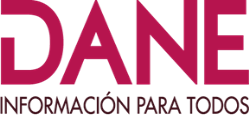 DANE
INFORMACIÓN PARA TODOS